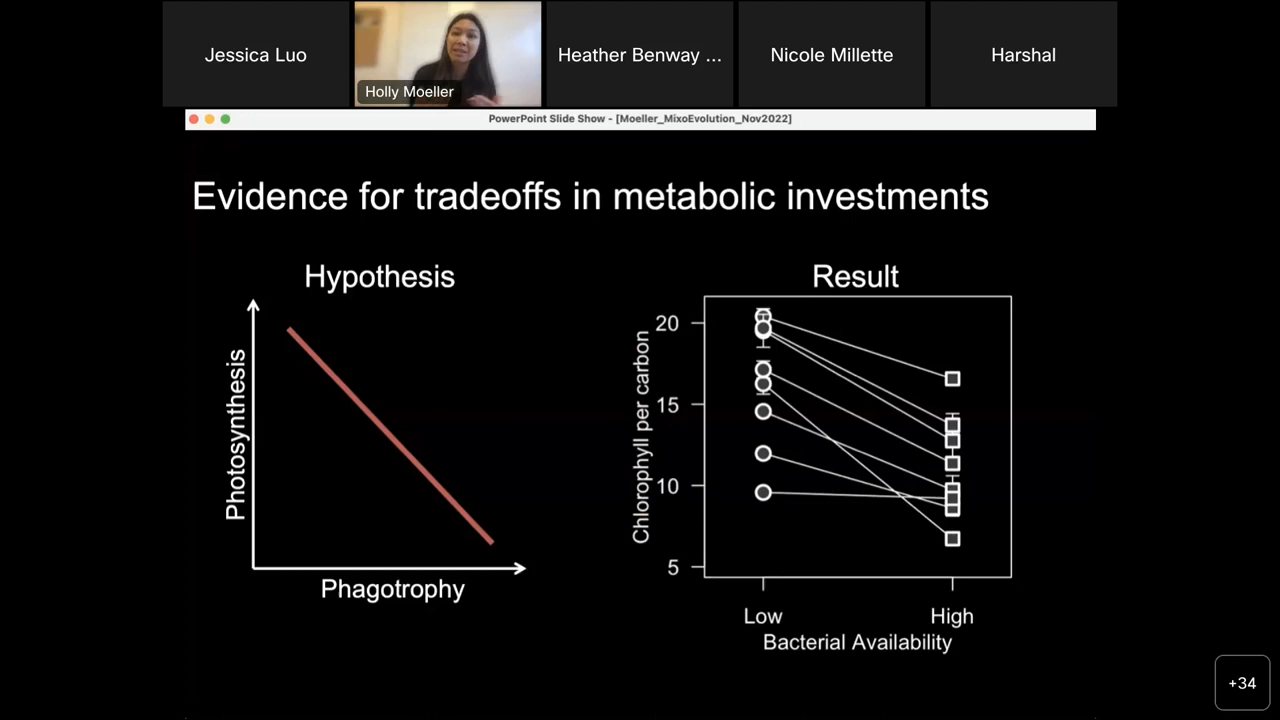 Jessica Luo
Holly Moeller
Heather Benway ...
Nicole Millette
Harshal
PowerPoint Slide Show - [Moeller_MixoEvolution_Nov2022]
Evidence for tradeoffs in metabolic investments
Hypothesis
Photosynthesis
Phagotrophy
Result
Chlorophyll per carbon
20
15
10
5
Low
High
Bacterial Availability
+34